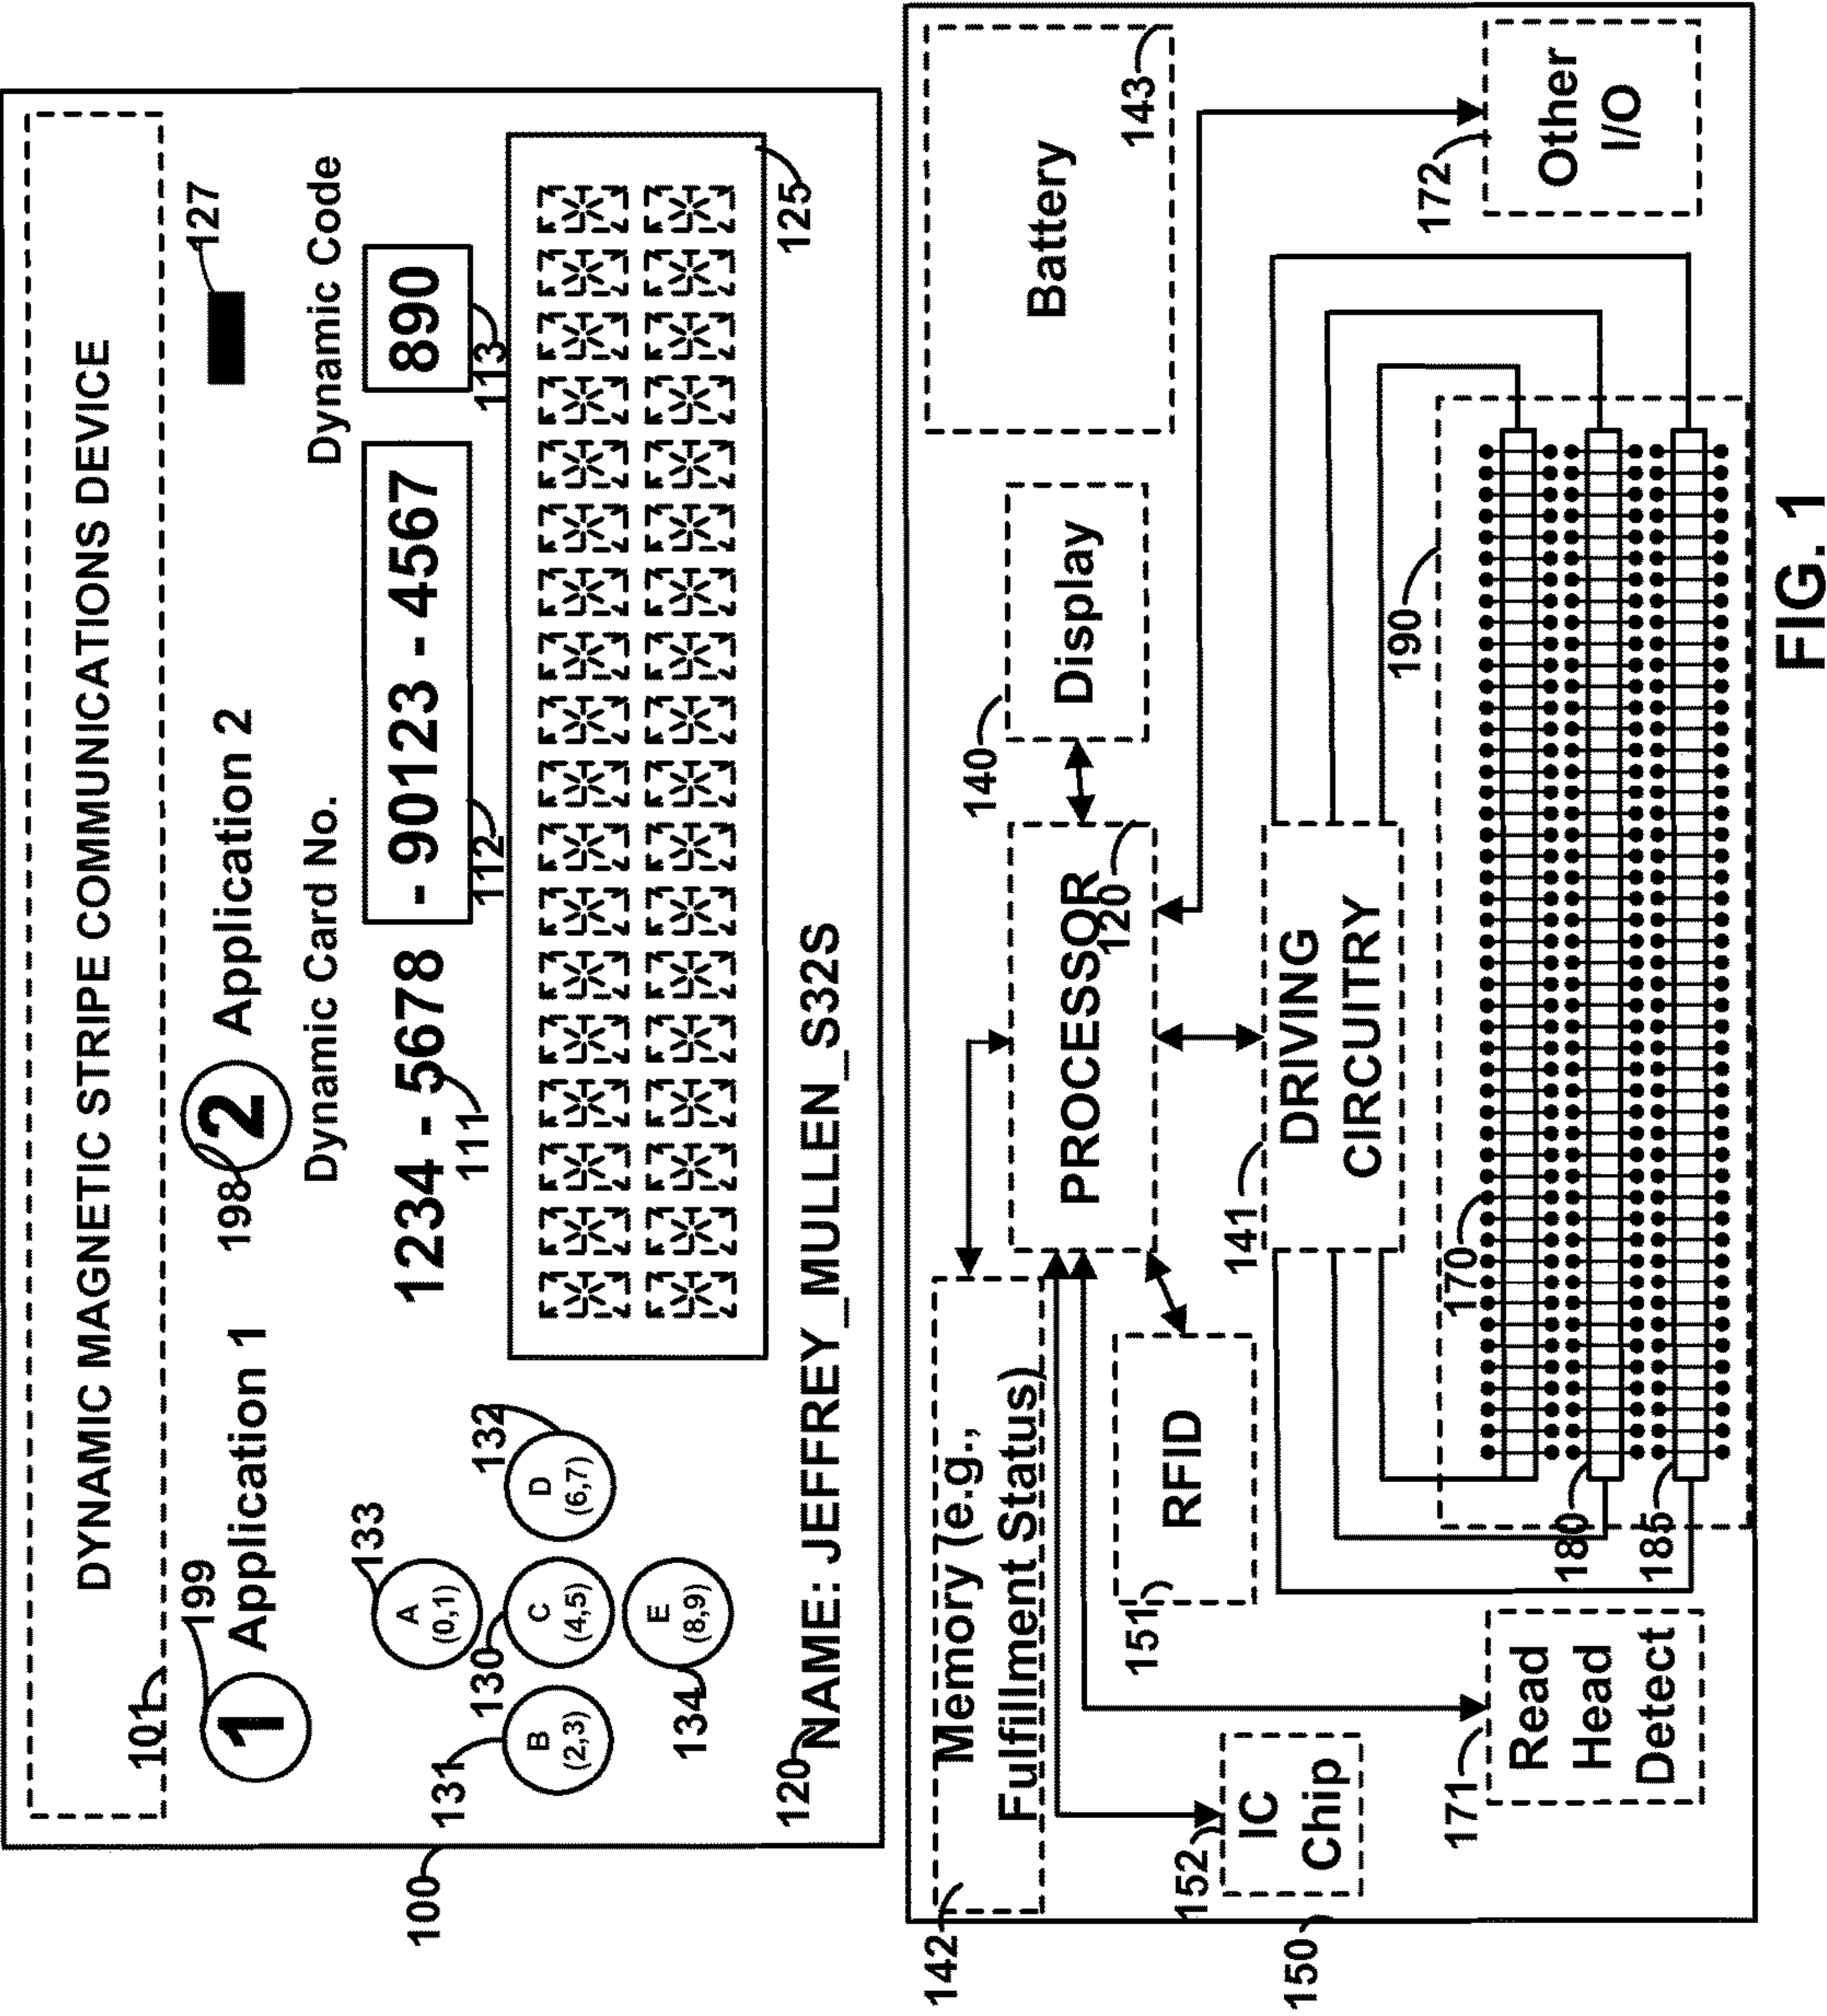 DYNAMIC MAGNETIC STRIPE COMMUNICATIONS DEVICE
101
199
1
Application 1
198
2
Application 2
127
Dynamic Card No.
Dynamic Code
1234 - 5678
- 90123 - 4567
890
111
112
113
133
A
(0,1)
131
B
(2,3)
130
C
(4,5)
132
D
(6,7)
134
E
(8,9)
125
120
NAME: JEFFREY_MULLEN_S32S
100
142
Memory (e.g.,
Fulfillment Status)
140
Display
Battery
143
PROCESSOR
120
151
RFID
152
IC
Chip
150
141
DRIVING
CIRCUITRY
172
Other
I/O
171
Read
Head
Detect
170
190
180
185
FIG. 1